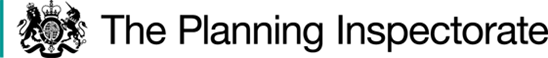 The Planning Inspectorate